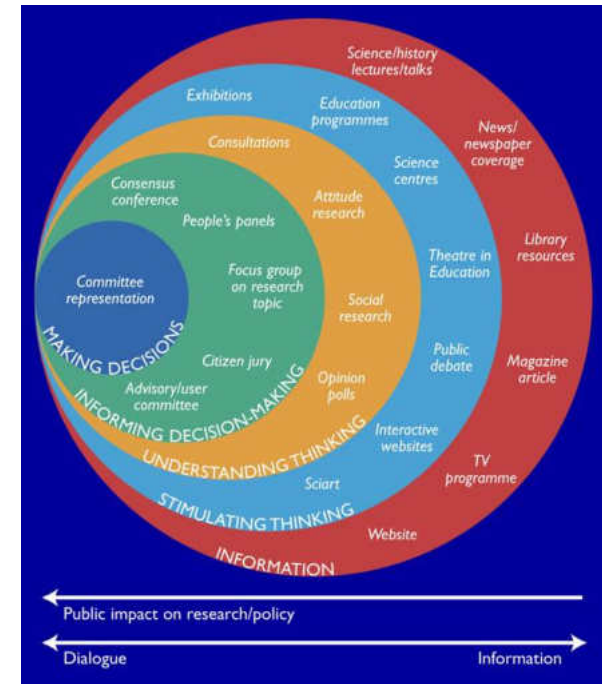 Science/history
lectures/talks
Exhibitions
Education
programmes
News/
newspaper
coverage
Consultations
Science
centres
Consensus
conference
Attitude
research
People's panels
Library
resources
Theatre in
Education
Focus group
on research
topic
Committee
representation
Social
research
MAKING DECISIONS
Public
debate
Magazine
article
Citizen jury
Opinion
polls
Advisory/user
committee
INFORMING DECISION-MAKING
Interactive
websites
UNDERSTANDING THINKING
TV
programme
Sciart
STIMULATING THINKING
Website
INFORMATION
Public impact on research/policy
Dialogue
Information